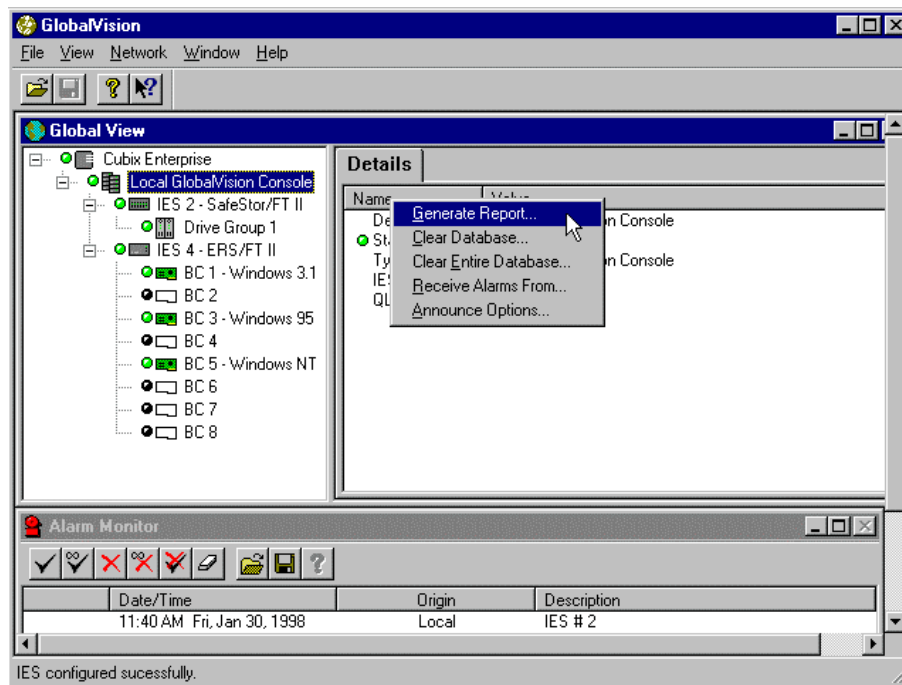 GlobalVision
File View Network Window Help
Global View
Cubix Enterprise
Local GlobalVision Console
IES 2 - SafeStor/FT II
Drive Group 1
IES 4 - ERS/FT II
BC 1 - Windows 3.1
BC 2
BC 3 - Windows 95
BC 4
BC 5 - Windows NT
BC 6
BC 7
BC 8
Details
Name Value
Generate Report...
Clear Database...
Clear Entire Database...
Receive Alarms From...
Announce Options...
Console
Console
Alarm Monitor
Date/Time Origin Description
11:40 AM Fri, Jan 30, 1998 Local IES # 2
IES configured sucessfully.